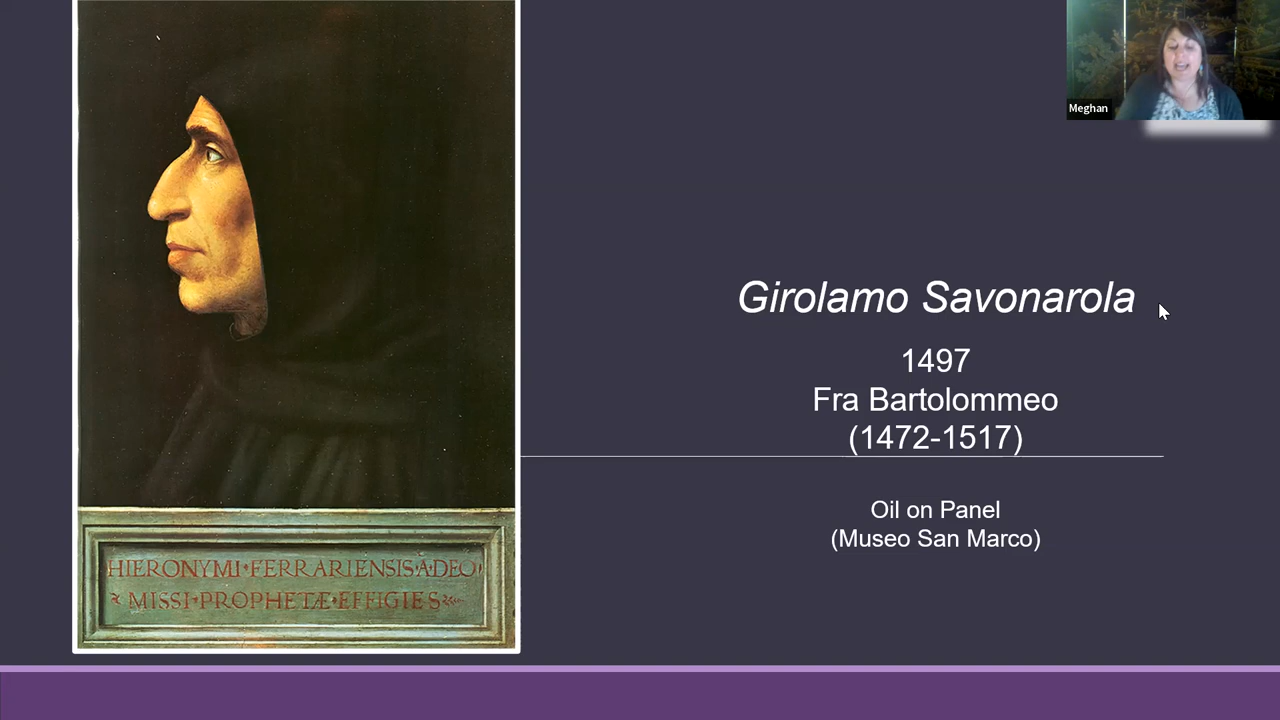 Meghan
Girolamo Savonarola
1497
Fra Bartolommeo
(1472-1517)
Oil on Panel
(Museo San Marco)
HIERONYMI·FERRARIENSIS·A·DEO
MISSI·PROPHETÆ·EFFIGIES